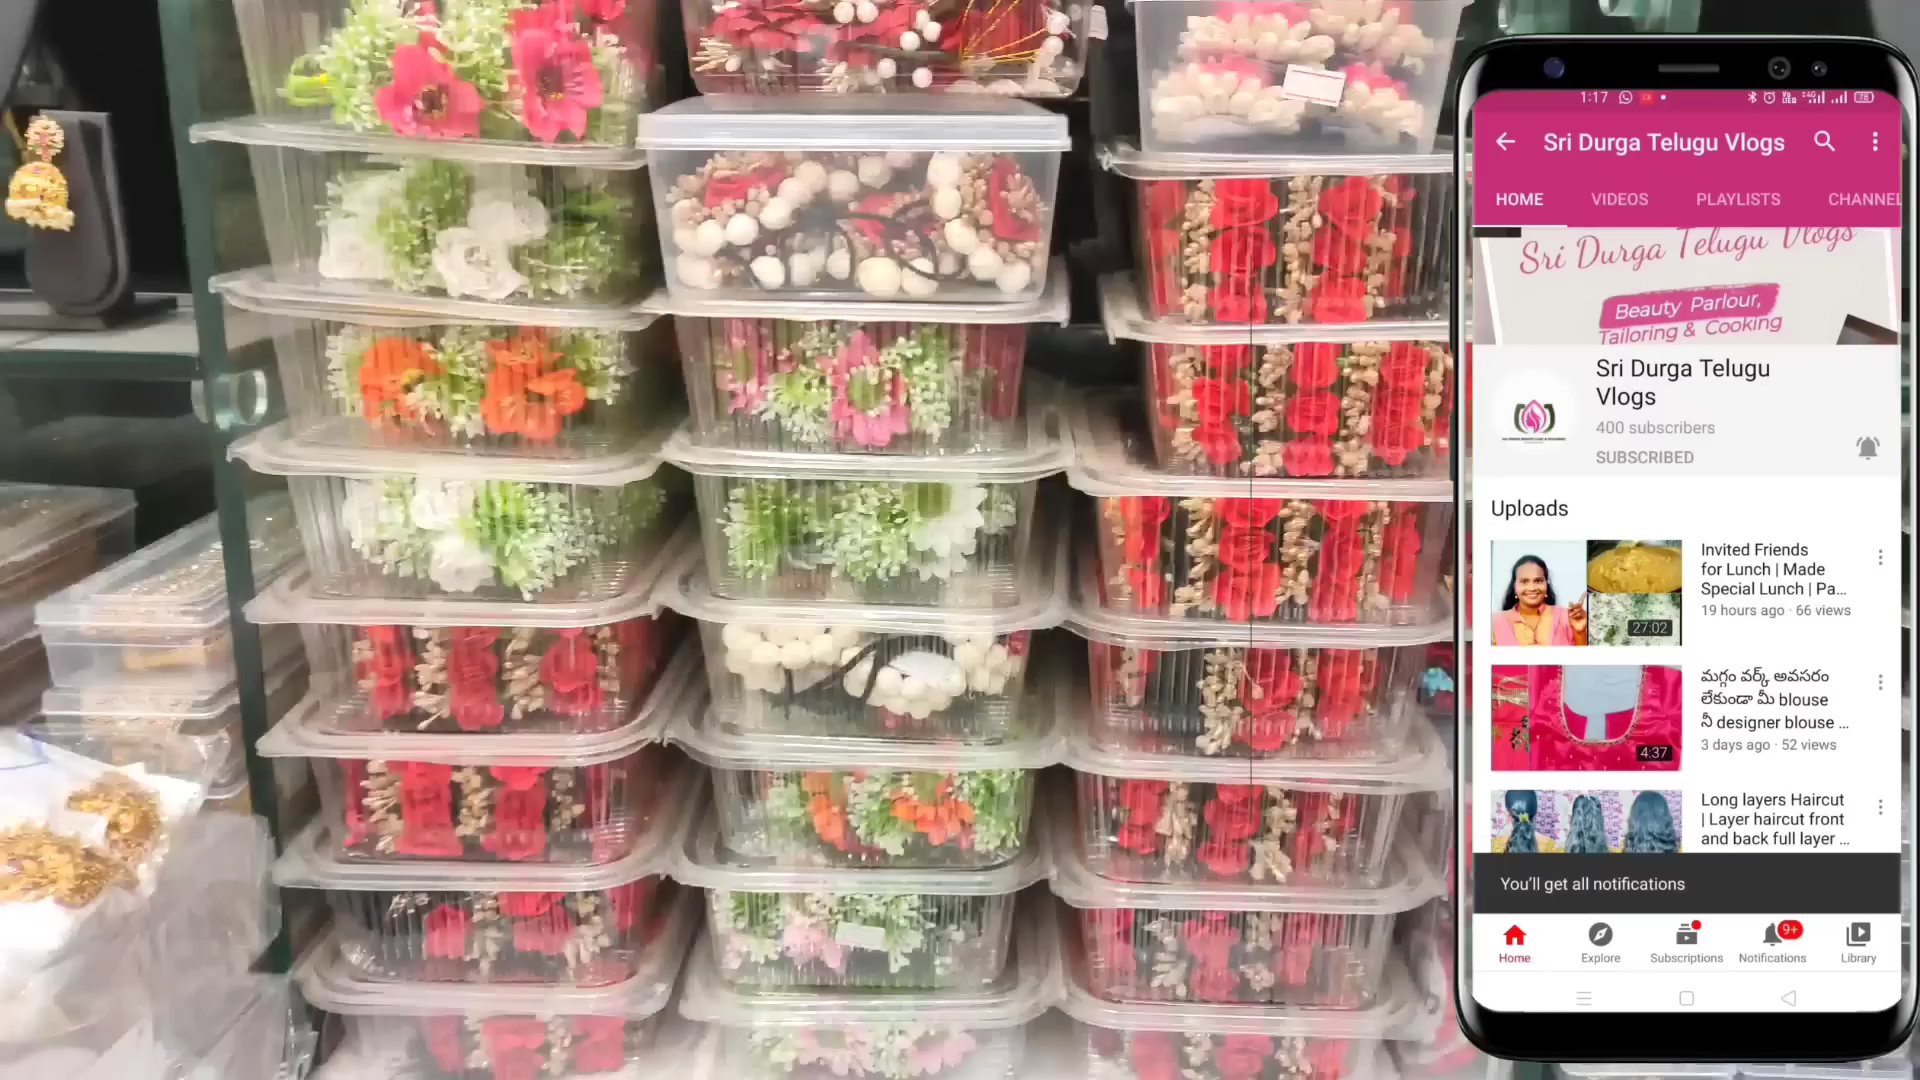 1:17
78
Sri Durga Telugu Vlogs
HOME VIDEOS PLAYLISTS CHANNEL
Sri Durga Telugu Vlogs
Beauty Parlour,
Tailoring & Cooking
Sri Durga Telugu
Vlogs
400 subscribers
SUBSCRIBED
Uploads
Invited Friends
for Lunch | Made
Special Lunch | Pa...
19 hours ago · 66 views
27:02
మగ్గం వర్క్ అవసరం
లేకుండా మీ blouse
నీ designer blouse ...
3 days ago · 52 views
4:37
Long layers Haircut
| Layer haircut front
and back full layer ...
You'll get all notifications
9+
Home Explore Subscriptions Notifications Library